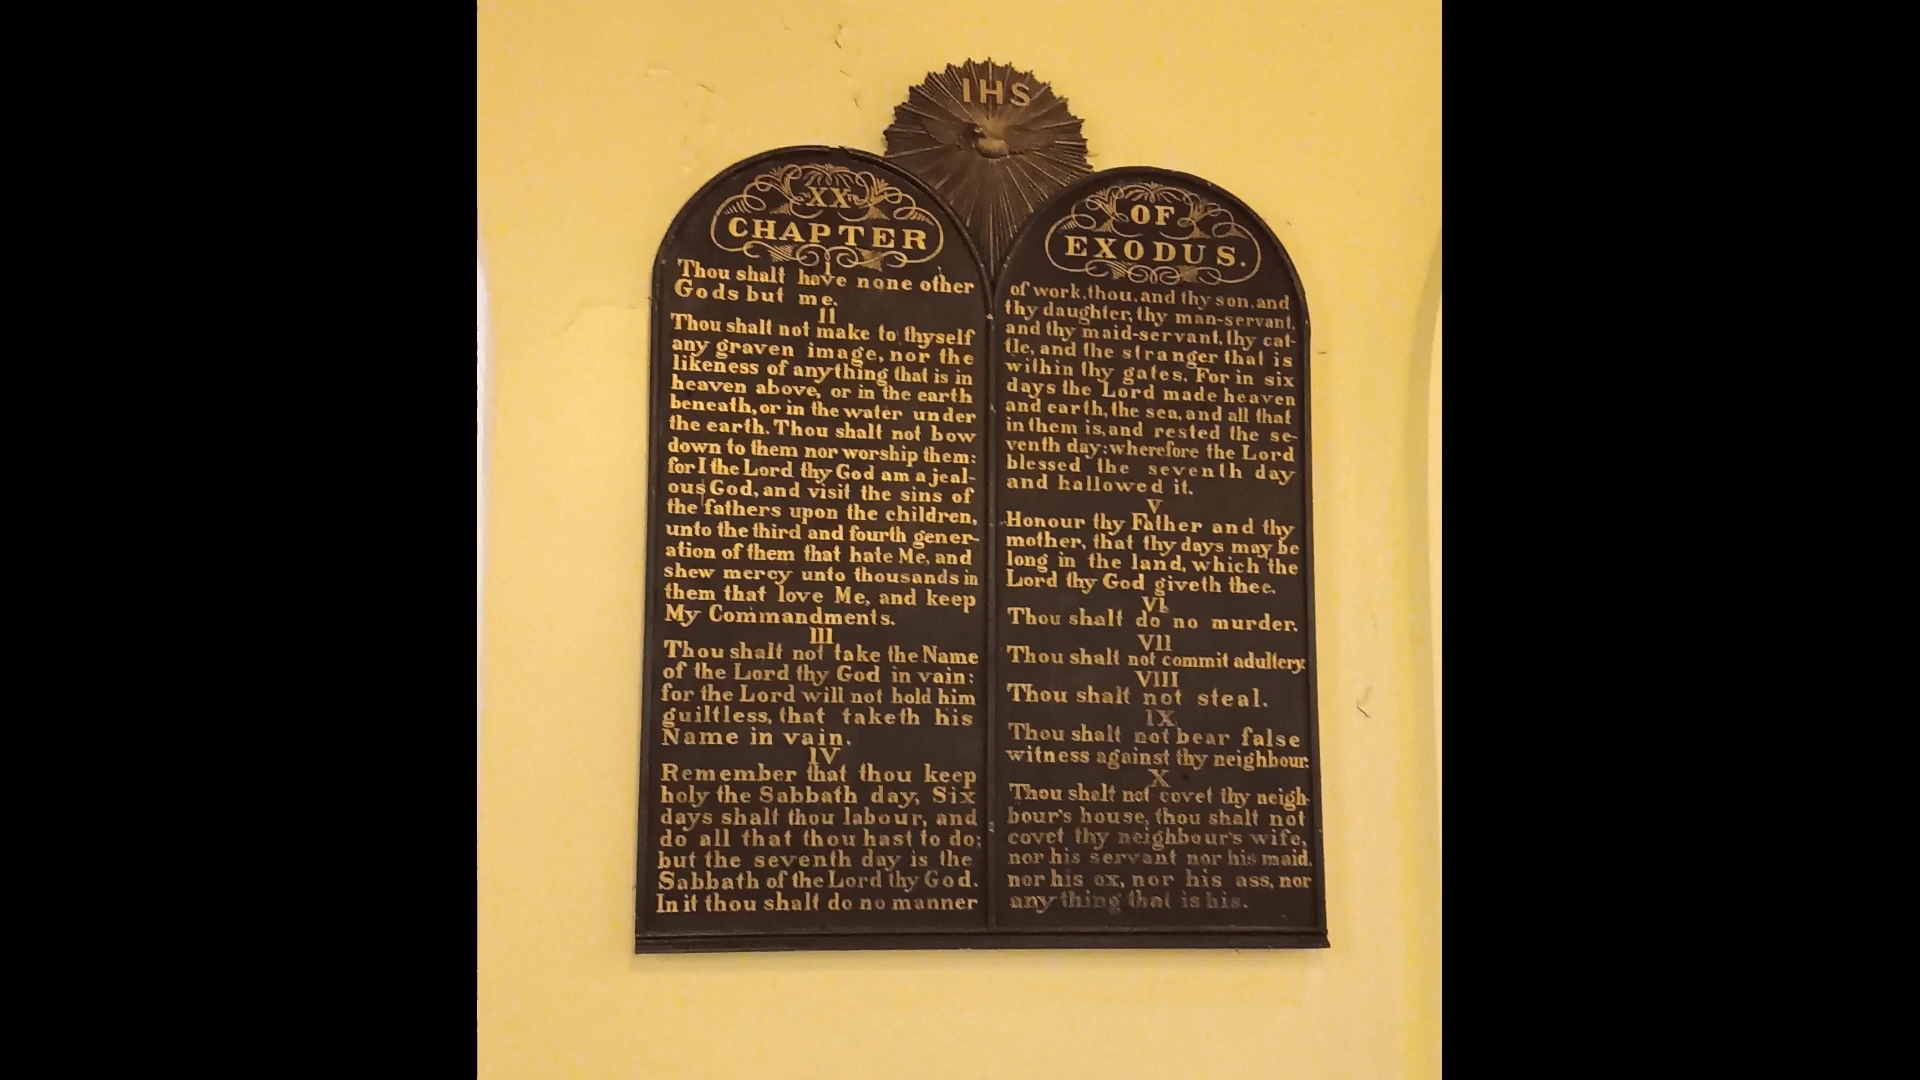 IHS
XXth
CHAPTER
I
Thou shalt have none other
Gods but me.
II
Thou shalt not make to thyself
any graven image, nor the
likeness of anything that is in
heaven above, or in the earth
beneath, or in the water under
the earth. Thou shalt not bow
down to them nor worship them:
for I the Lord thy God am a jeal-
ous God, and visit the sins of
the fathers upon the children,
unto the third and fourth gener-
ation of them that hate Me, and
shew mercy unto thousands in
them that love Me, and keep
My Commandments.
III
Thou shalt not take the Name
of the Lord thy God in vain:
for the Lord will not hold him
guiltless, that taketh his
Name in vain.
IV
Remember that thou keep
holy the Sabbath day, Six
days shalt thou labour, and
do all that thou hast to do;
but the seventh day is the
Sabbath of the Lord thy God.
In it thou shalt do no manner
OF
EXODUS.
of work, thou, and thy son, and
thy daughter, thy man-servant,
and thy maid-servant, thy cat-
tle, and the stranger that is
within thy gates. For in six
days the Lord made heaven
and earth, the sea, and all that
in them is, and rested the se-
venth day: wherefore the Lord
blessed the seventh day
and hallowed it.
V
Honour thy Father and thy
mother, that thy days may be
long in the land, which the
Lord thy God giveth thee.
VI
Thou shalt do no murder.
VII
Thou shalt not commit adultery.
VIII
Thou shalt not steal.
IX
Thou shalt not bear false
witness against thy neighbour.
X
Thou shalt not covet thy neigh-
bour's house, thou shalt not
covet thy neighbour's wife,
nor his servant nor his maid,
nor his ox, nor his ass, nor
any thing that is his.